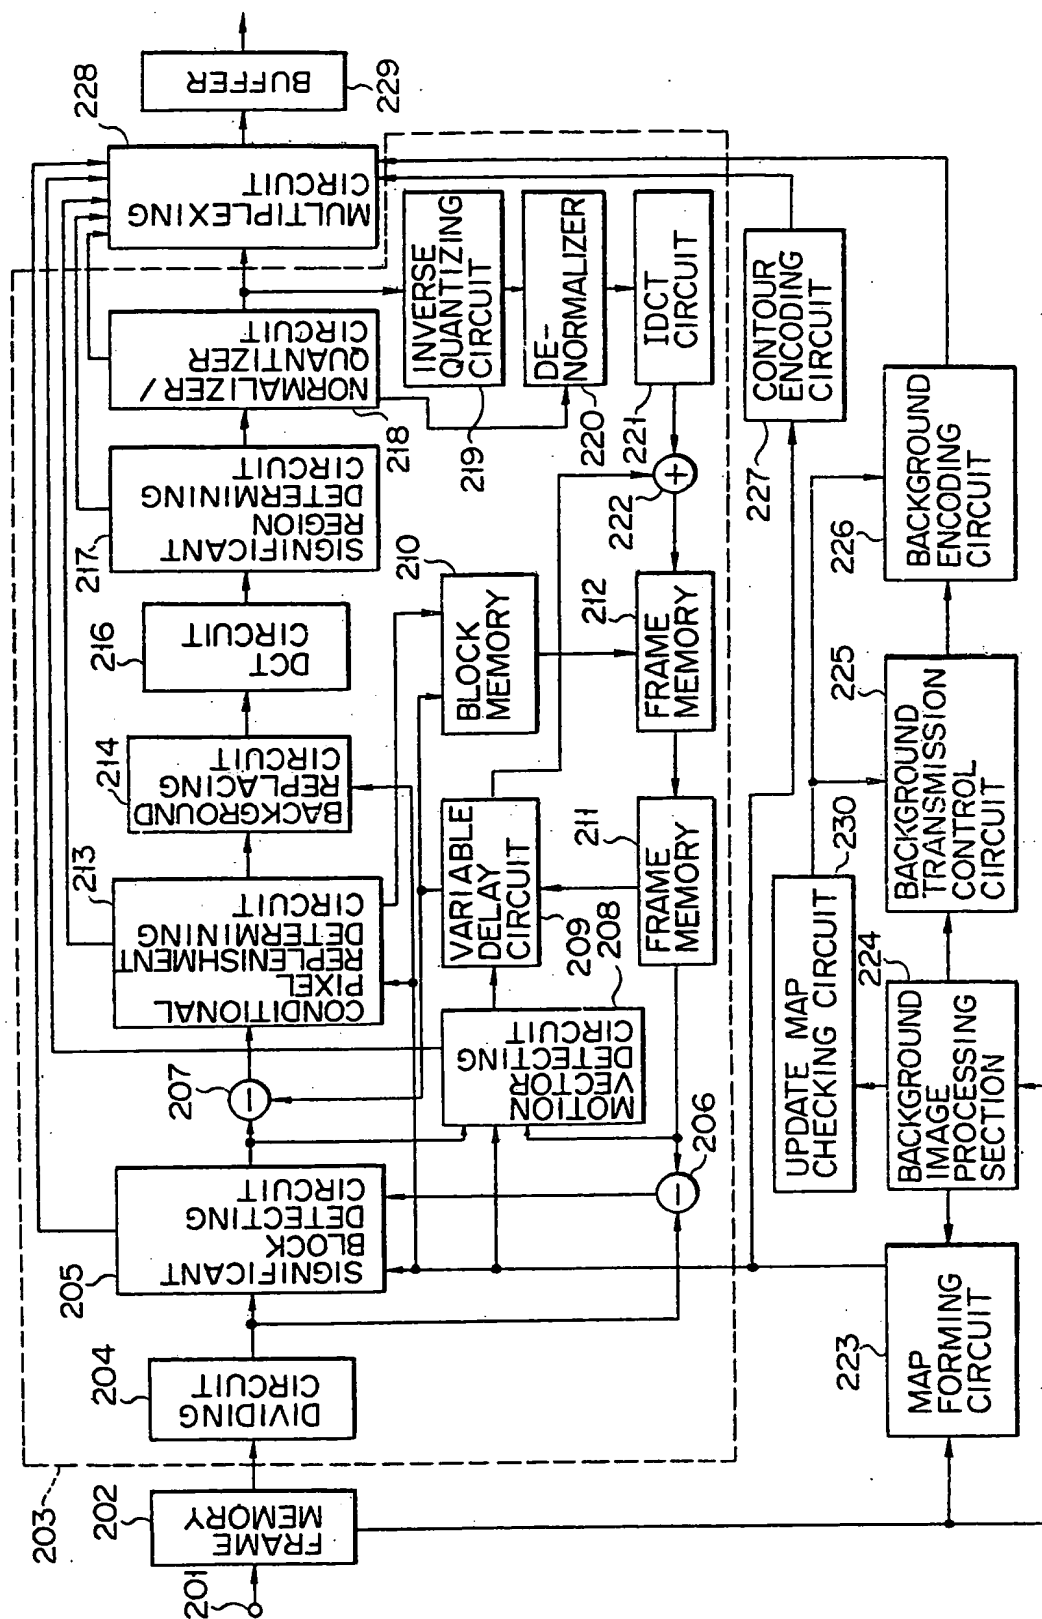 201
FRAME
MEMORY
202
203
DIVIDING
CIRCUIT
204
SIGNIFICANT
BLOCK
DETECTING
CIRCUIT
205
206
207
MOTION
VECTOR
DETECTING
CIRCUIT
208
VARIABLE
DELAY
CIRCUIT
209
BLOCK
MEMORY
210
FRAME
MEMORY
211
FRAME
MEMORY
212
CONDITIONAL
PIXEL
REPLENISHMENT
DETERMINING
CIRCUIT
213
BACKGROUND
REPLACING
CIRCUIT
214
DCT
CIRCUIT
216
SIGNIFICANT
REGION
DETERMINING
CIRCUIT
217
NORMALIZER /
QUANTIZER
CIRCUIT
218
INVERSE
QUANTIZING
CIRCUIT
219
DE-
NORMALIZER
220
IDCT
CIRCUIT
221
+
222
MULTIPLEXING
CIRCUIT
228
BUFFER
229
MAP
FORMING
CIRCUIT
223
BACKGROUND
IMAGE
PROCESSING
SECTION
224
UPDATE MAP
CHECKING CIRCUIT
230
BACKGROUND
TRANSMISSION
CONTROL
CIRCUIT
225
BACKGROUND
ENCODING
CIRCUIT
226
CONTOUR
ENCODING
CIRCUIT
227